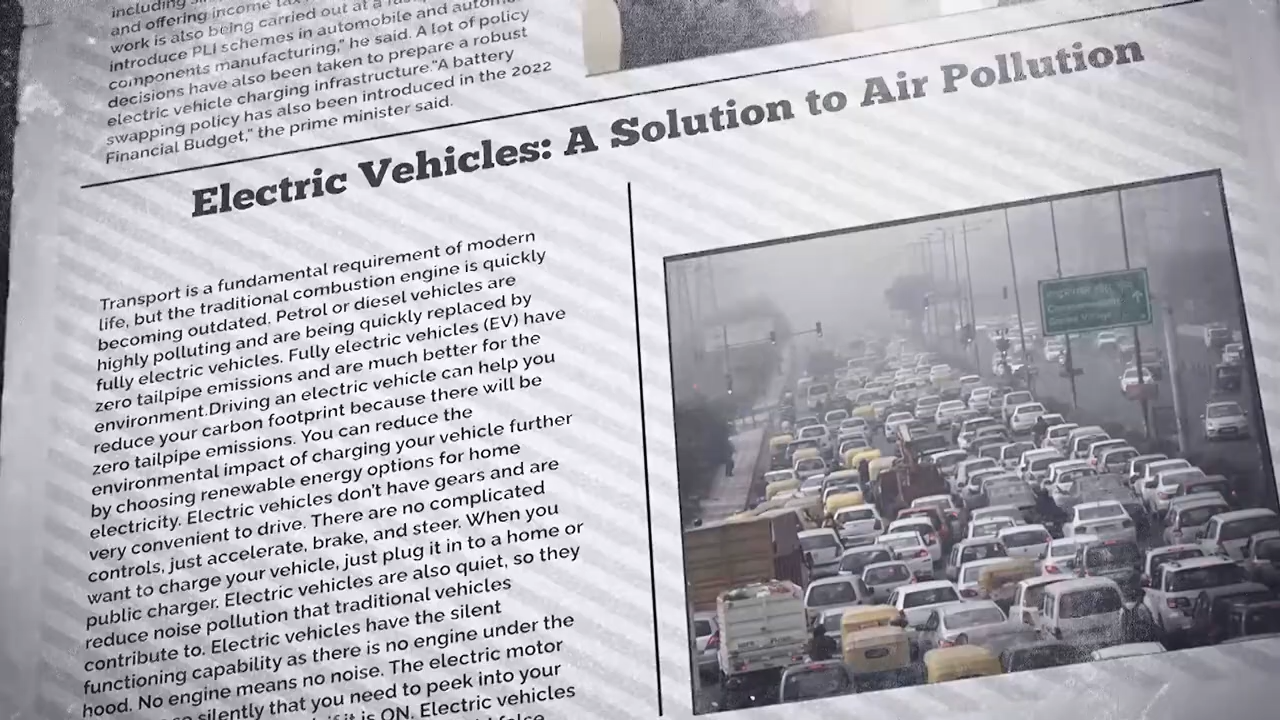 including
and offering income tax
work is also being carried out at a
introduce PLI schemes in automobile and
components manufacturing," he said. A lot of policy
decisions have also been taken to prepare a robust
electric vehicle charging infrastructure."A battery
swapping policy has also been introduced in the 2022
Financial Budget," the prime minister said.
Electric Vehicles: A Solution to Air Pollution
Transport is a fundamental requirement of modern
life, but the traditional combustion engine is quickly
becoming outdated. Petrol or diesel vehicles are
highly polluting and are being quickly replaced by
fully electric vehicles. Fully electric vehicles (EV) have
zero tailpipe emissions and are much better for the
environment.Driving an electric vehicle can help you
reduce your carbon footprint because there will be
zero tailpipe emissions. You can reduce the
environmental impact of charging your vehicle further
by choosing renewable energy options for home
electricity. Electric vehicles don't have gears and are
very convenient to drive. There are no complicated
controls, just accelerate, brake, and steer. When you
want to charge your vehicle, just plug it in to a home or
public charger. Electric vehicles are also quiet, so they
reduce noise pollution that traditional vehicles
contribute to. Electric vehicles have the silent
functioning capability as there is no engine under the
hood. No engine means no noise. The electric motor
silently that you need to peek into your
if it is ON. Electric vehicles